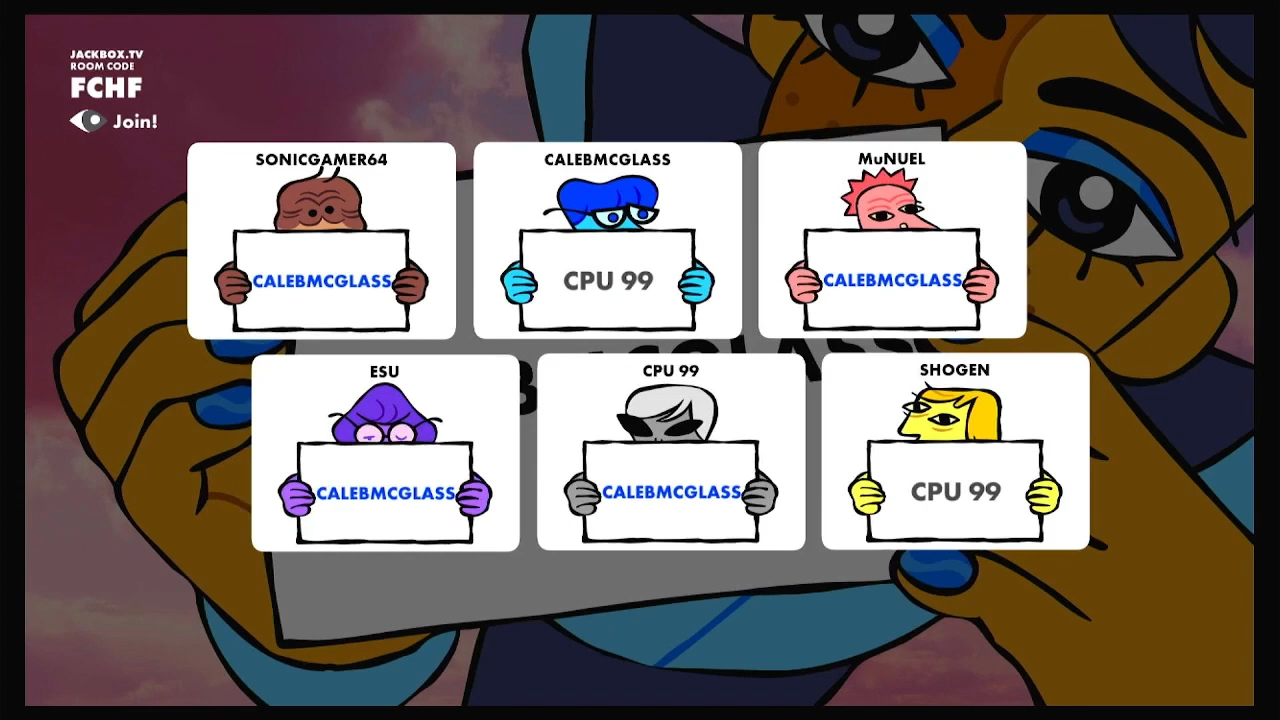 JACKBOX.TV
ROOM CODE
FCHF
Join!
SONICGAMER64
CALEBMCGLASS
MuNUEL
CALEBMCGLASS
CPU 99
CALEBMCGLASS
ESU
CPU 99
SHOGEN
CALEBMCGLASS
CALEBMCGLASS
CPU 99